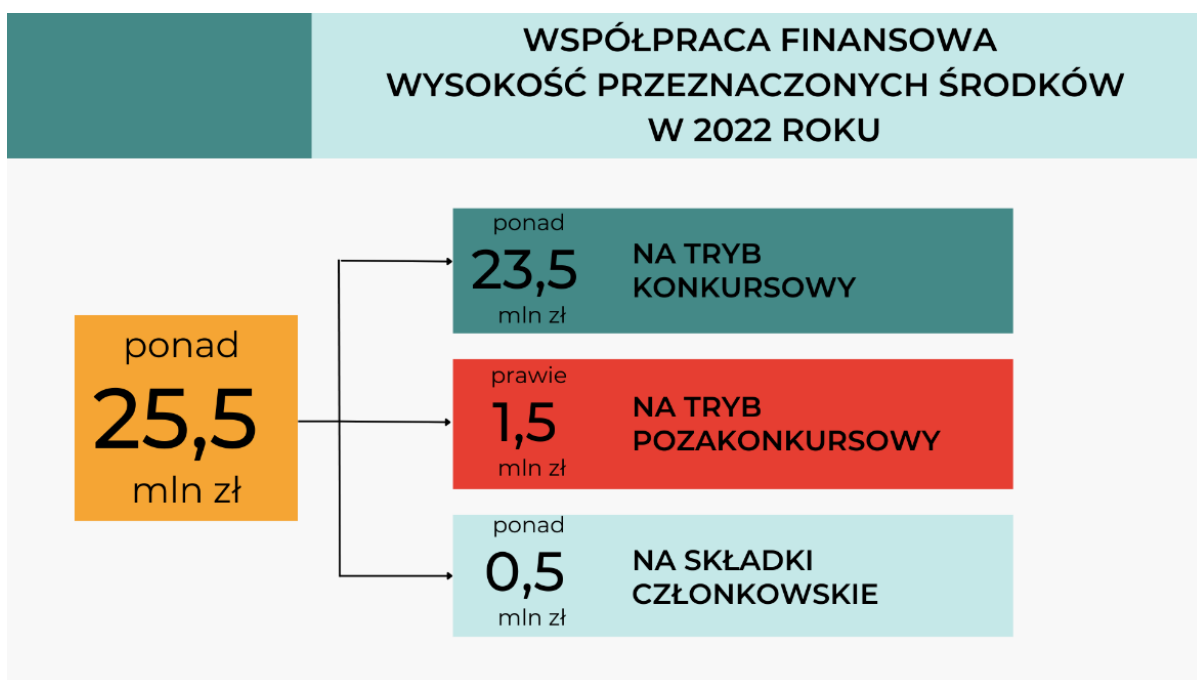 WSPÓŁPRACA FINANSOWA
WYSOKOŚĆ PRZEZNACZONYCH ŚRODKÓW
W 2022 ROKU
ponad
25,5
mln zł
ponad
23,5
mln zł
NA TRYB
KONKURSOWY
prawie
1,5
mln zł
NA TRYB
POZAKONKURSOWY
ponad
0,5
mln zł
NA SKŁADKI
CZŁONKOWSKIE